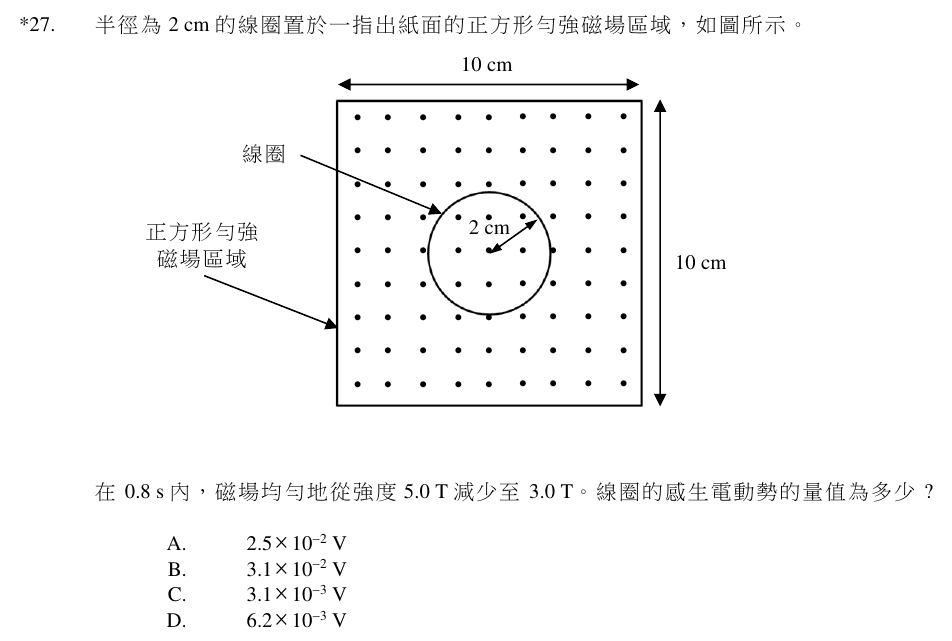 *27. 半徑為 2 cm 的線圈置於一指出紙面的正方形勻強磁場區域，如圖所示。
10 cm
線圈
2 cm
正方形勻強
磁場區域
10 cm
在 0.8 s 內，磁場均勻地從強度 5.0 T 減少至 3.0 T。線圈的感生電動勢的量值為多少？
A. 2.5×10⁻² V
B. 3.1×10⁻² V
C. 3.1×10⁻³ V
D. 6.2×10⁻³ V